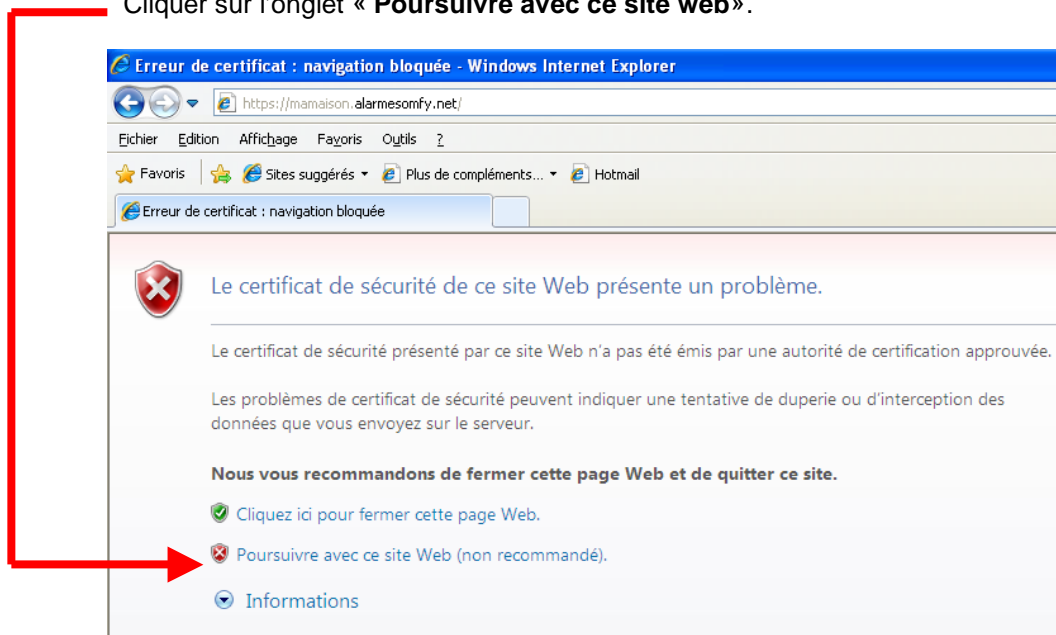 Cliquer sur l'onglet « Poursuivre avec ce site web».
Erreur de certificat : navigation bloquée - Windows Internet Explorer
https://mamaison.alarmesomfy.net/
Fichier Edition Affichage Favoris Outils ?
Favoris Sites suggérés Plus de compléments... Hotmail
Erreur de certificat : navigation bloquée
Le certificat de sécurité de ce site Web présente un problème.
Le certificat de sécurité présenté par ce site Web n'a pas été émis par une autorité de certification approuvée.
Les problèmes de certificat de sécurité peuvent indiquer une tentative de duperie ou d'interception des
données que vous envoyez sur le serveur.
Nous vous recommandons de fermer cette page Web et de quitter ce site.
Cliquez ici pour fermer cette page Web.
Poursuivre avec ce site Web (non recommandé).
Informations